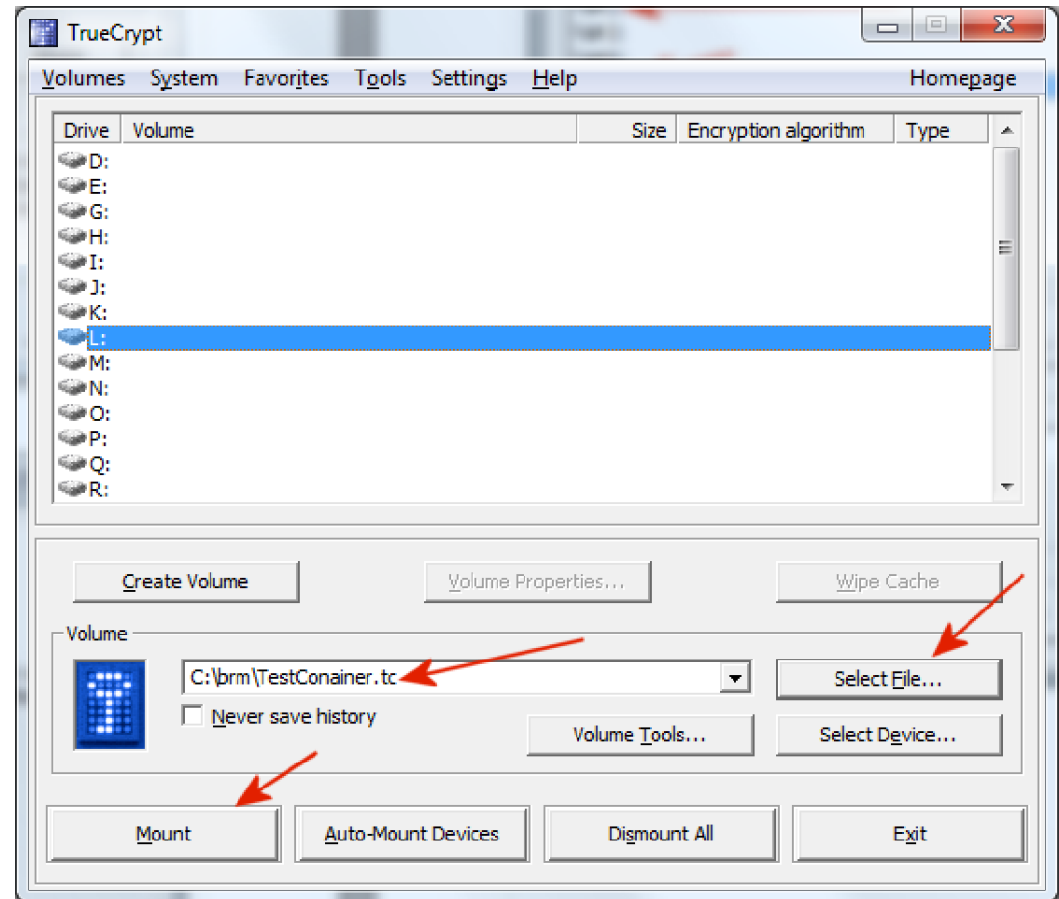 TrueCrypt
Volumes System Favorites Tools Settings Help Homepage
Drive Volume Size Encryption algorithm Type
D:
E:
G:
H:
I:
J:
K:
L:
M:
N:
O:
P:
Q:
R:
Create Volume Volume Properties... Wipe Cache
Volume
C:\brm\TestConainer.tc Select File...
Never save history
Volume Tools... Select Device...
Mount Auto-Mount Devices Dismount All Exit